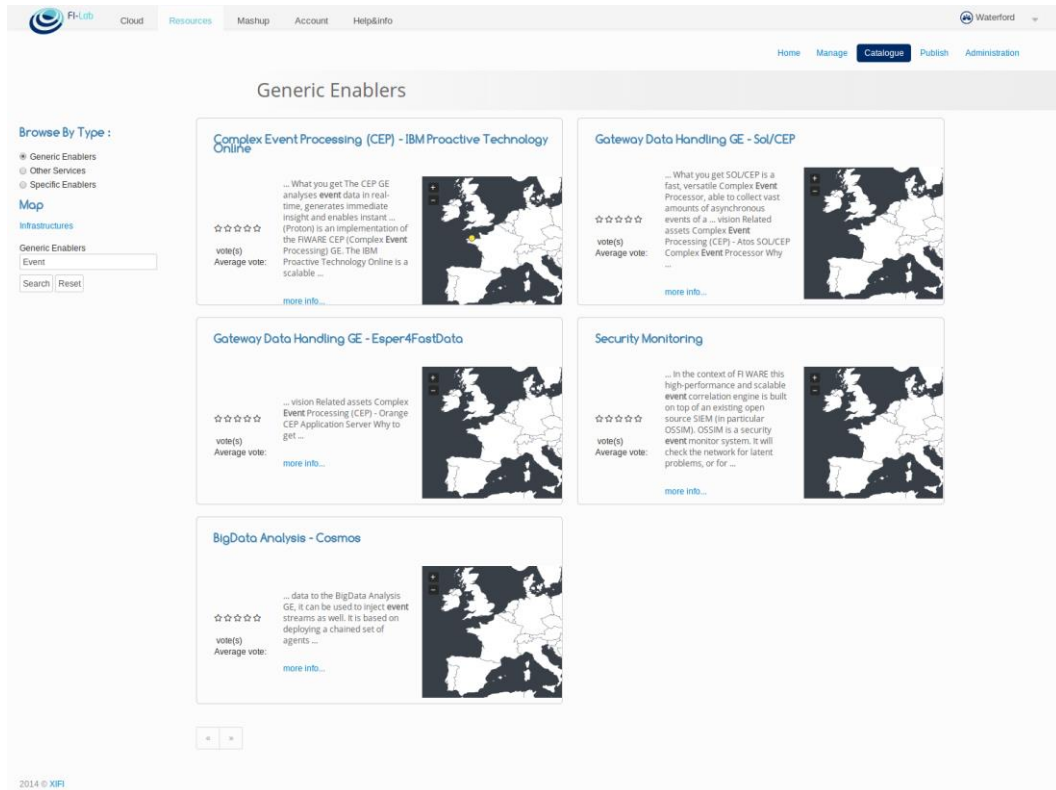 FI-Lab
Cloud
Resources
Mashup
Account
Help&info
Waterford
Home
Manage
Catalogue
Publish
Administration
Generic Enablers
Browse By Type :
Generic Enablers
Other Services
Specific Enablers
Map
Infrastructures
Generic Enablers
Event
Search
Reset
Complex Event Processing (CEP) - IBM Proactive Technology
Online
... What you get The CEP GE
analyses event data in real-
time, generates immediate
insight and enables instant ...
(Proton) is an implementation of
the FIWARE CEP (Complex Event
Processing) GE. The IBM
Proactive Technology Online is a
scalable ...
vote(s)
Average vote:
more info...
+
−
Gateway Data Handling GE - Sol/CEP
... What you get SOL/CEP is a
fast, versatile Complex Event
Processor, able to collect vast
amounts of asynchronous
events of a ... vision Related
assets Complex Event
Processing (CEP) - Atos SOL/CEP
Complex Event Processor Why
...
vote(s)
Average vote:
more info...
+
−
Gateway Data Handling GE - Esper4FastData
... vision Related assets Complex
Event Processing (CEP) - Orange
CEP Application Server Why to
get ...
vote(s)
Average vote:
more info...
+
−
Security Monitoring
... In the context of FI WARE this
high-performance and scalable
event correlation engine is built
on top of an existing open
source SIEM (in particular
OSSIM). OSSIM is a security
event monitor system. It will
check the network for latent
problems, or for ...
vote(s)
Average vote:
more info...
+
−
BigData Analysis - Cosmos
... data to the BigData Analysis
GE, it can be used to inject event
streams as well. It is based on
deploying a chained set of
agents ...
vote(s)
Average vote:
more info...
+
−
«
»
2014 © XIFI